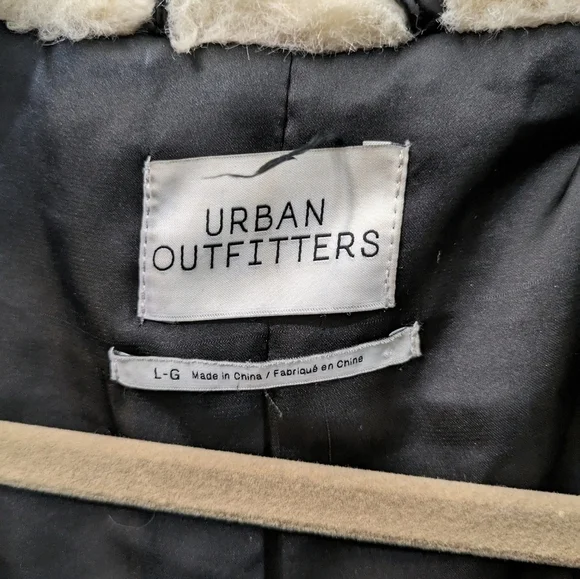 URBAN
OUTFITTERS
L-G Made in China / Fabriqué en Chine